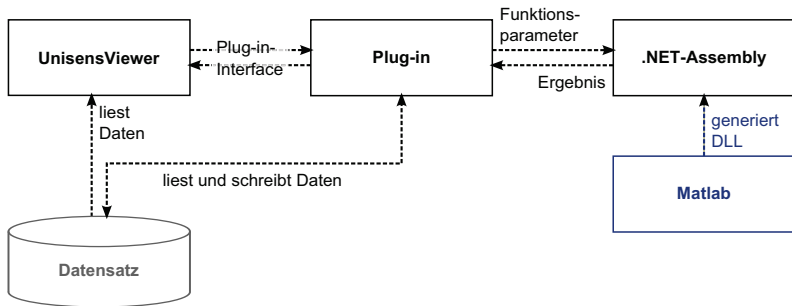 UnisensViewer
Plug-in-
Interface
Plug-in
Funktions-
parameter
Ergebnis
.NET-Assembly
liest
Daten
generiert
DLL
liest und schreibt Daten
Matlab
Datensatz